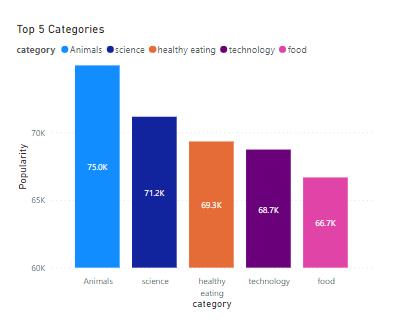 Top 5 Categories
category Animals science healthy eating technology food
70K
65K
60K
Popularity
75.0K
71.2K
69.3K
68.7K
66.7K
Animals science healthy technology food
eating
category